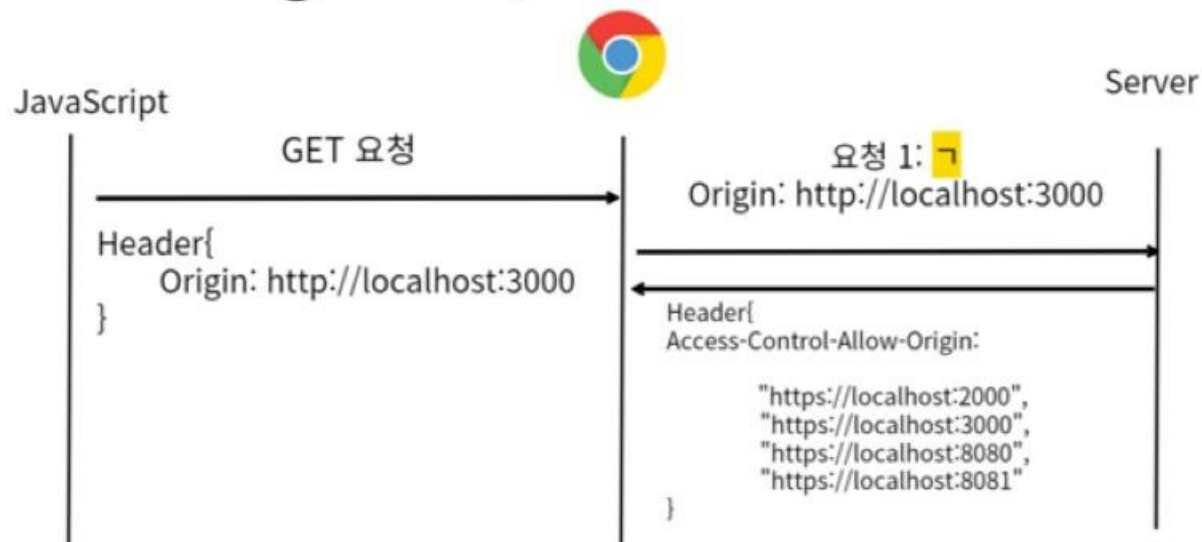 JavaScript
Server
GET 요청
요청 1: ㄱ
Origin: http://localhost:3000
Header{
Origin: http://localhost:3000
}
Header{
Access-Control-Allow-Origin:
"https://localhost:2000",
"https://localhost:3000",
"https://localhost:8080",
"https://localhost:8081"
}